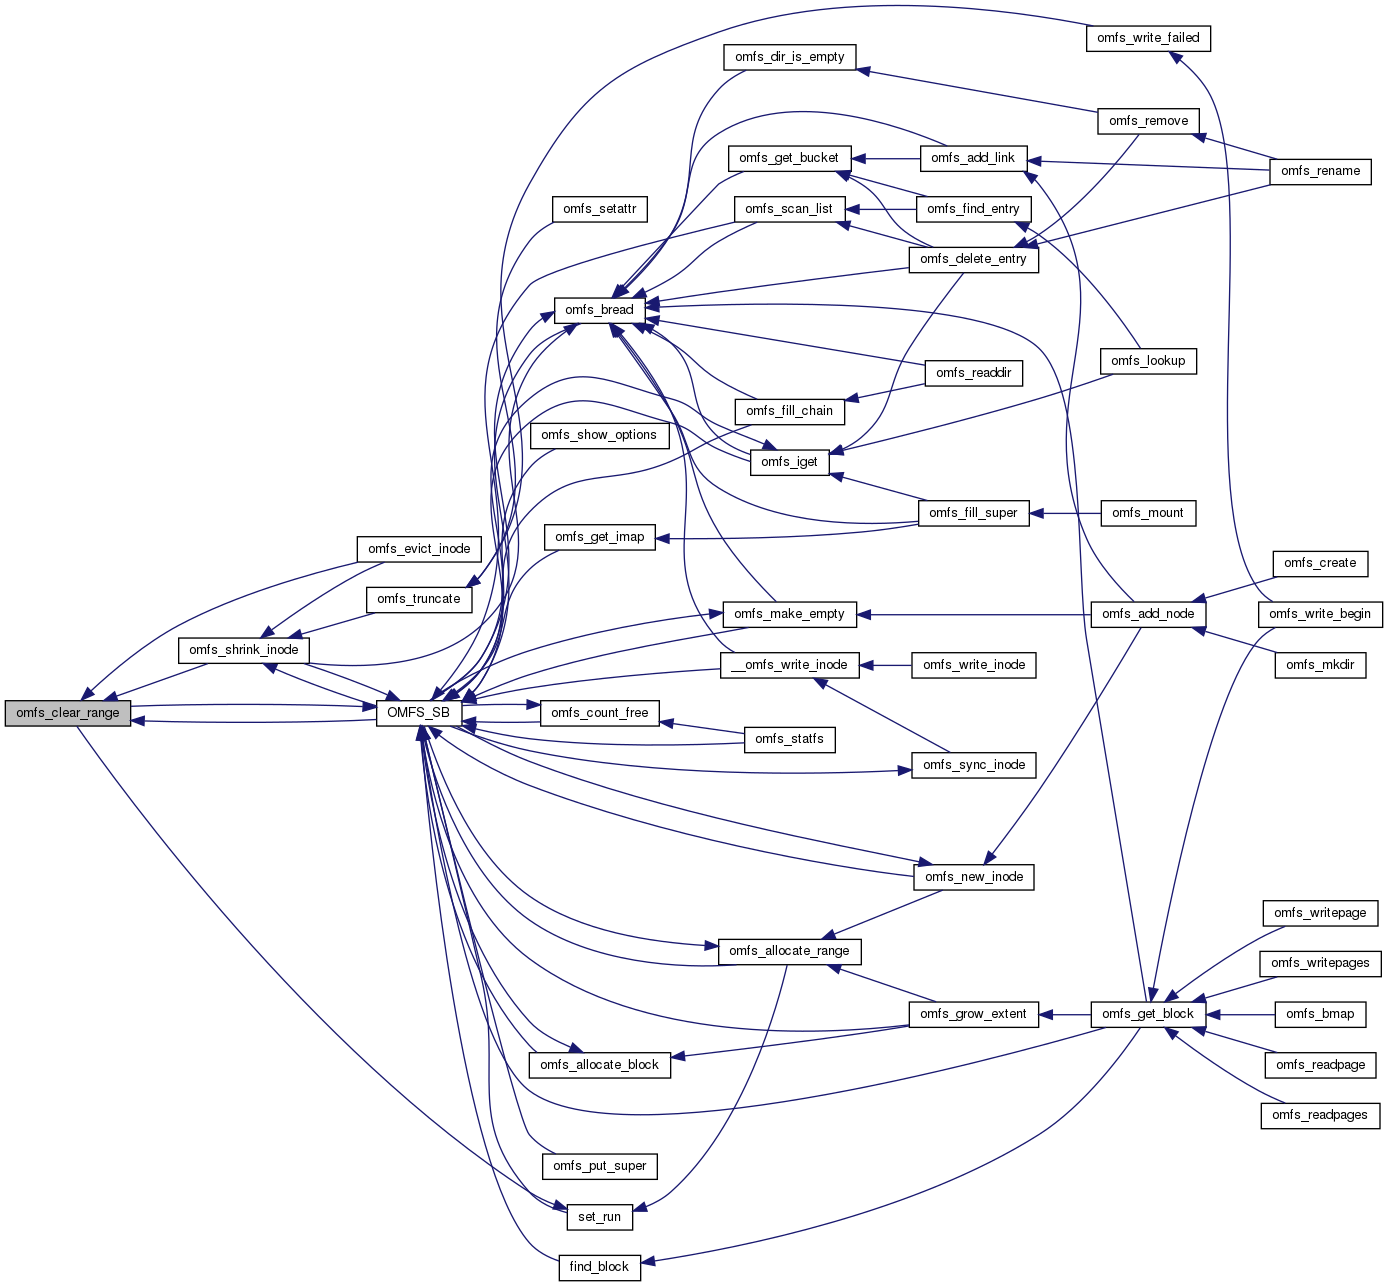 omfs_write_failed
omfs_dir_is_empty
omfs_remove
omfs_get_bucket
omfs_add_link
omfs_rename
omfs_setattr
omfs_scan_list
omfs_find_entry
omfs_delete_entry
omfs_bread
omfs_lookup
omfs_readdir
omfs_fill_chain
omfs_show_options
omfs_iget
omfs_fill_super
omfs_mount
omfs_get_imap
omfs_evict_inode
omfs_create
omfs_truncate
omfs_make_empty
omfs_add_node
omfs_write_begin
omfs_shrink_inode
__omfs_write_inode
omfs_write_inode
omfs_mkdir
omfs_clear_range
OMFS_SB
omfs_count_free
omfs_statfs
omfs_sync_inode
omfs_new_inode
omfs_writepage
omfs_allocate_range
omfs_writepages
omfs_grow_extent
omfs_get_block
omfs_bmap
omfs_allocate_block
omfs_readpage
omfs_readpages
omfs_put_super
set_run
find_block